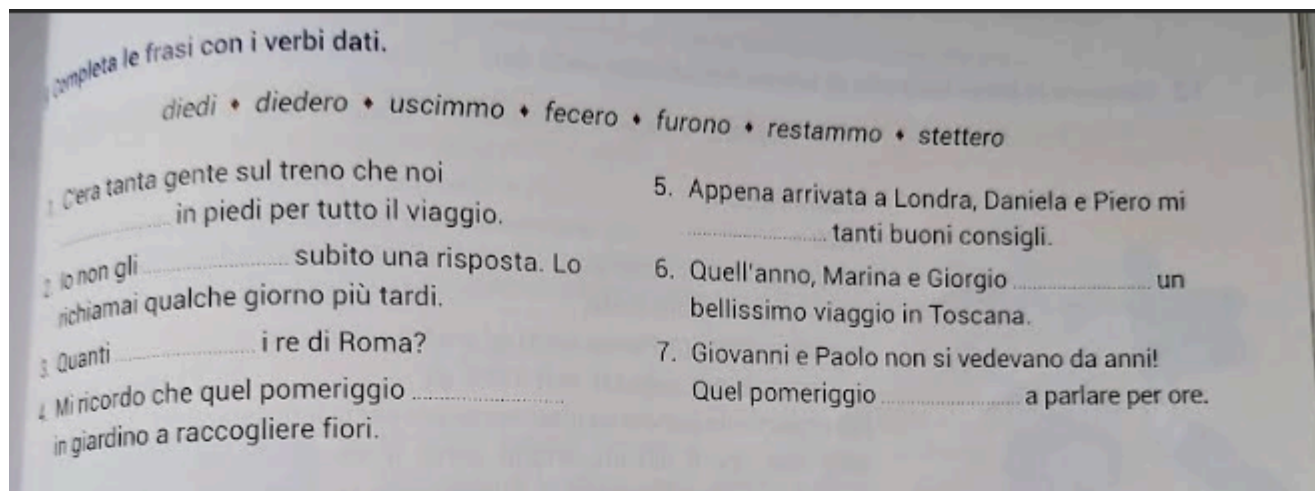 completa le frasi con i verbi dati.
diedi • diedero • uscimmo • fecero • furono • restammo • stettero
1. C'era tanta gente sul treno che noi
.................... in piedi per tutto il viaggio.
2. Io non gli .................... subito una risposta. Lo
richiamai qualche giorno più tardi.
3. Quanti .................... i re di Roma?
4. Mi ricordo che quel pomeriggio ....................
in giardino a raccogliere fiori.
5. Appena arrivata a Londra, Daniela e Piero mi
.................... tanti buoni consigli.
6. Quell'anno, Marina e Giorgio .................... un
bellissimo viaggio in Toscana.
7. Giovanni e Paolo non si vedevano da anni!
Quel pomeriggio .................... a parlare per ore.